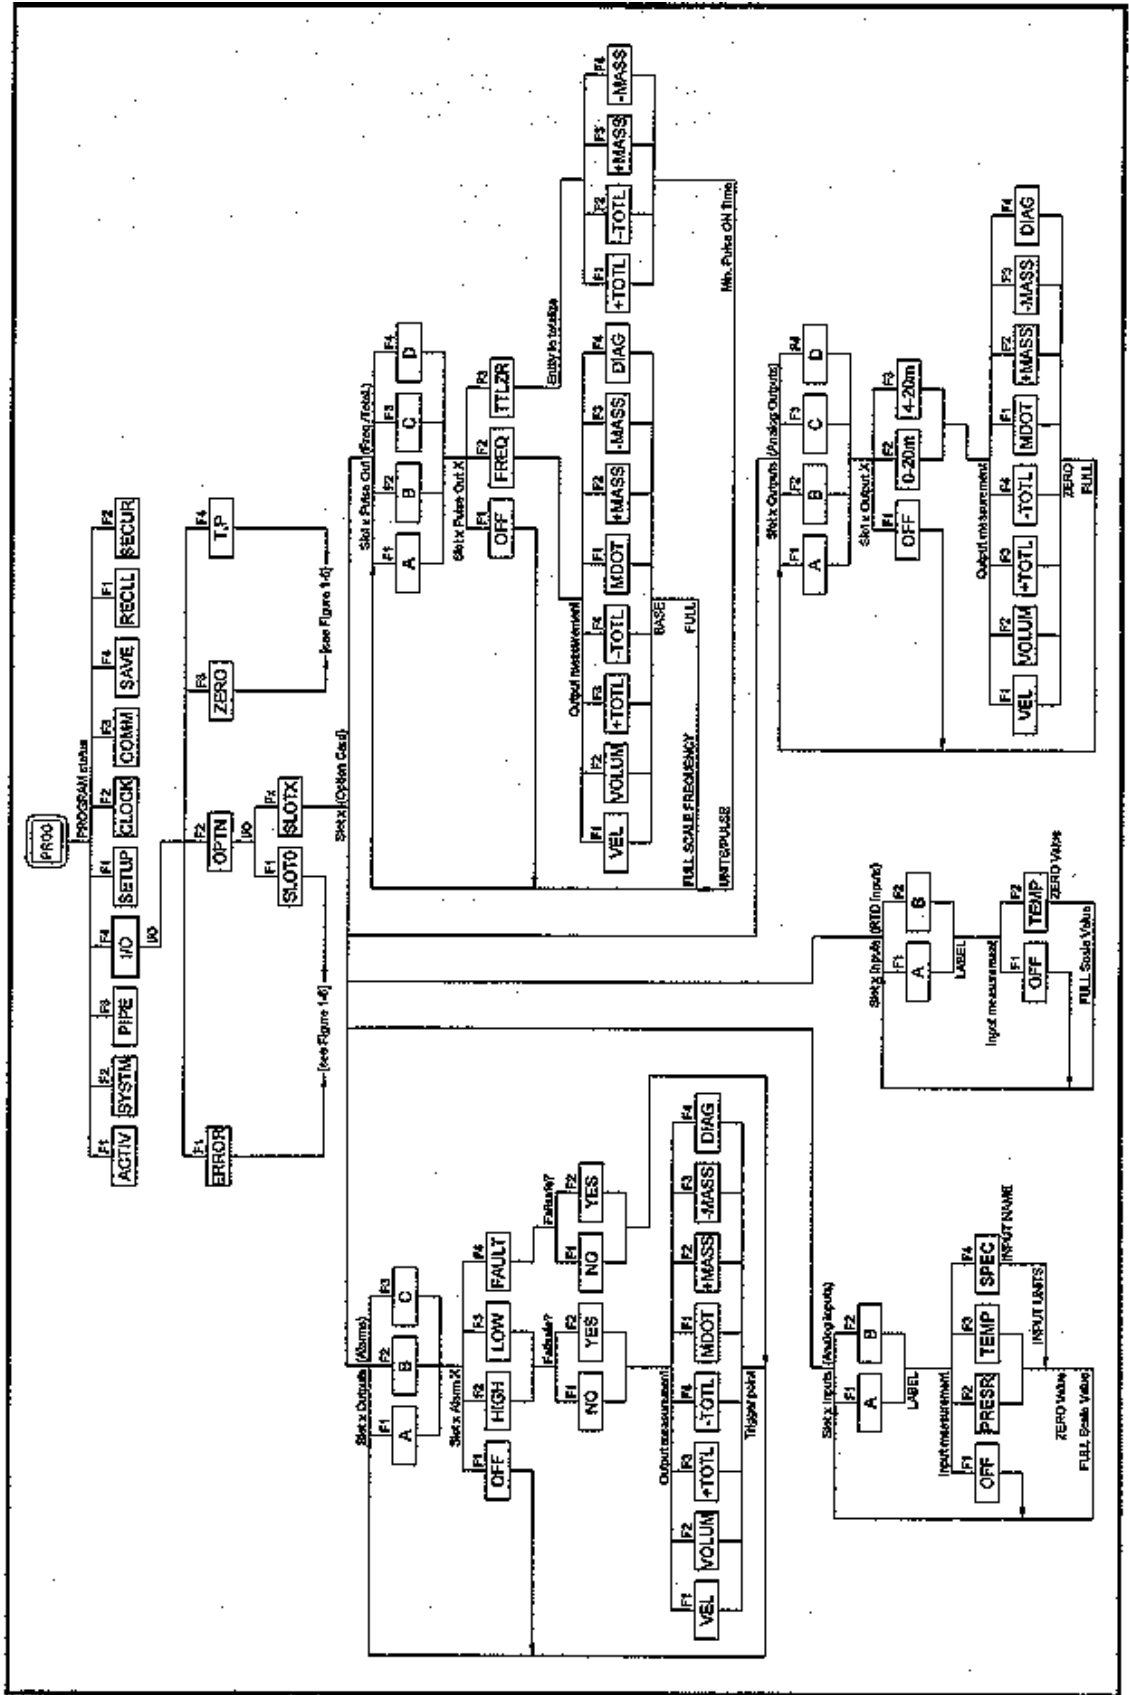 PROG
PROGRAM status
F1 F2 F3 F4 F1 F2 F3 F4 F1 F2
ACTIV SYSTM PIPE I/O SETUP CLOCK COMM SAVE RECLL SECUR
I/O
F1 F2 F3 F4
ERROR OPTN ZERO T,P
I/O
F1 Fx
SLOT0 SLOTX
[see Figure 1-6]
[see Figure 1-6]
Slot x (Option Card)
Slot x Outputs (Alarms)
F1 F2 F3
A B C
Slot x Alarm X
F1 F2 F3 F4
OFF HIGH LOW FAULT
Failsafe?
F1 F2
NO YES
Failsafe?
F1 F2
NO YES
Output measurement
F1 F2 F3 F4 F1 F2 F3 F4
VEL VOLUM +TOTL -TOTL MDOT +MASS -MASS DIAG
Trigger point
Slot x Pulse Out (Freq./Total.)
F1 F2 F3 F4
A B C D
Slot x Pulse Out X
F1 F2 F3
OFF FREQ TTLZR
Entity to totalize
F1 F2 F3 F4
+TOTL -TOTL +MASS -MASS
Min. Pulse ON Time
Output measurement
F1 F2 F3 F4 F1 F2 F3 F4
VEL VOLUM +TOTL -TOTL MDOT +MASS -MASS DIAG
BASE
FULL
FULL SCALE FREQUENCY
UNITS/PULSE
Slot x Inputs (Analog Inputs)
F1 F2
A B
LABEL
Input measurement
F1 F2 F3 F4
OFF PRESR TEMP SPEC
INPUT NAME
INPUT UNITS
ZERO Value
FULL Scale Value
Slot x Inputs (RTD Inputs)
F1 F2
A B
LABEL
Input measurement
F1 F2
OFF TEMP
ZERO Value
FULL Scale Value
Slot x Outputs (Analog Outputs)
F1 F2 F3 F4
A B C D
Slot x Output X
F1 F2 F3
OFF 0-20m 4-20m
Output measurement
F1 F2 F3 F4 F1 F2 F3 F4
VEL VOLUM +TOTL -TOTL MDOT +MASS -MASS DIAG
ZERO
FULL